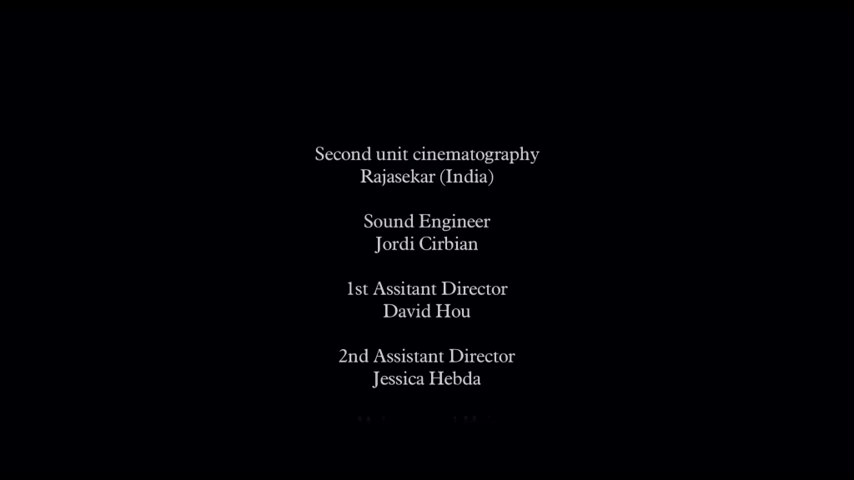 Second unit cinematography
Rajasekar (India)
Sound Engineer
Jordi Cirbian
1st Assitant Director
David Hou
2nd Assistant Director
Jessica Hebda